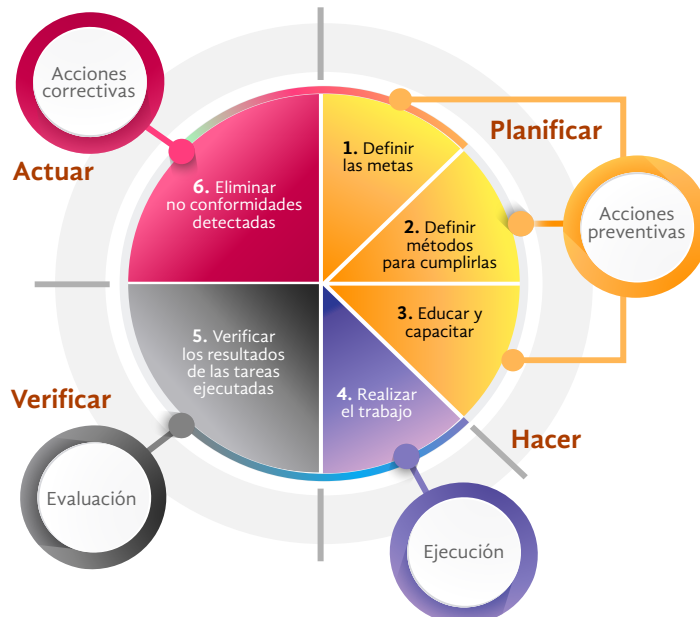 Acciones
correctivas
Actuar
Planificar
Acciones
preventivas
1. Definir
las metas
2. Definir
métodos
para cumplirlas
3. Educar y
capacitar
4. Realizar
el trabajo
5. Verificar
los resultados
de las tareas
ejecutadas
6. Eliminar
no conformidades
detectadas
Verificar
Evaluación
Hacer
Ejecución